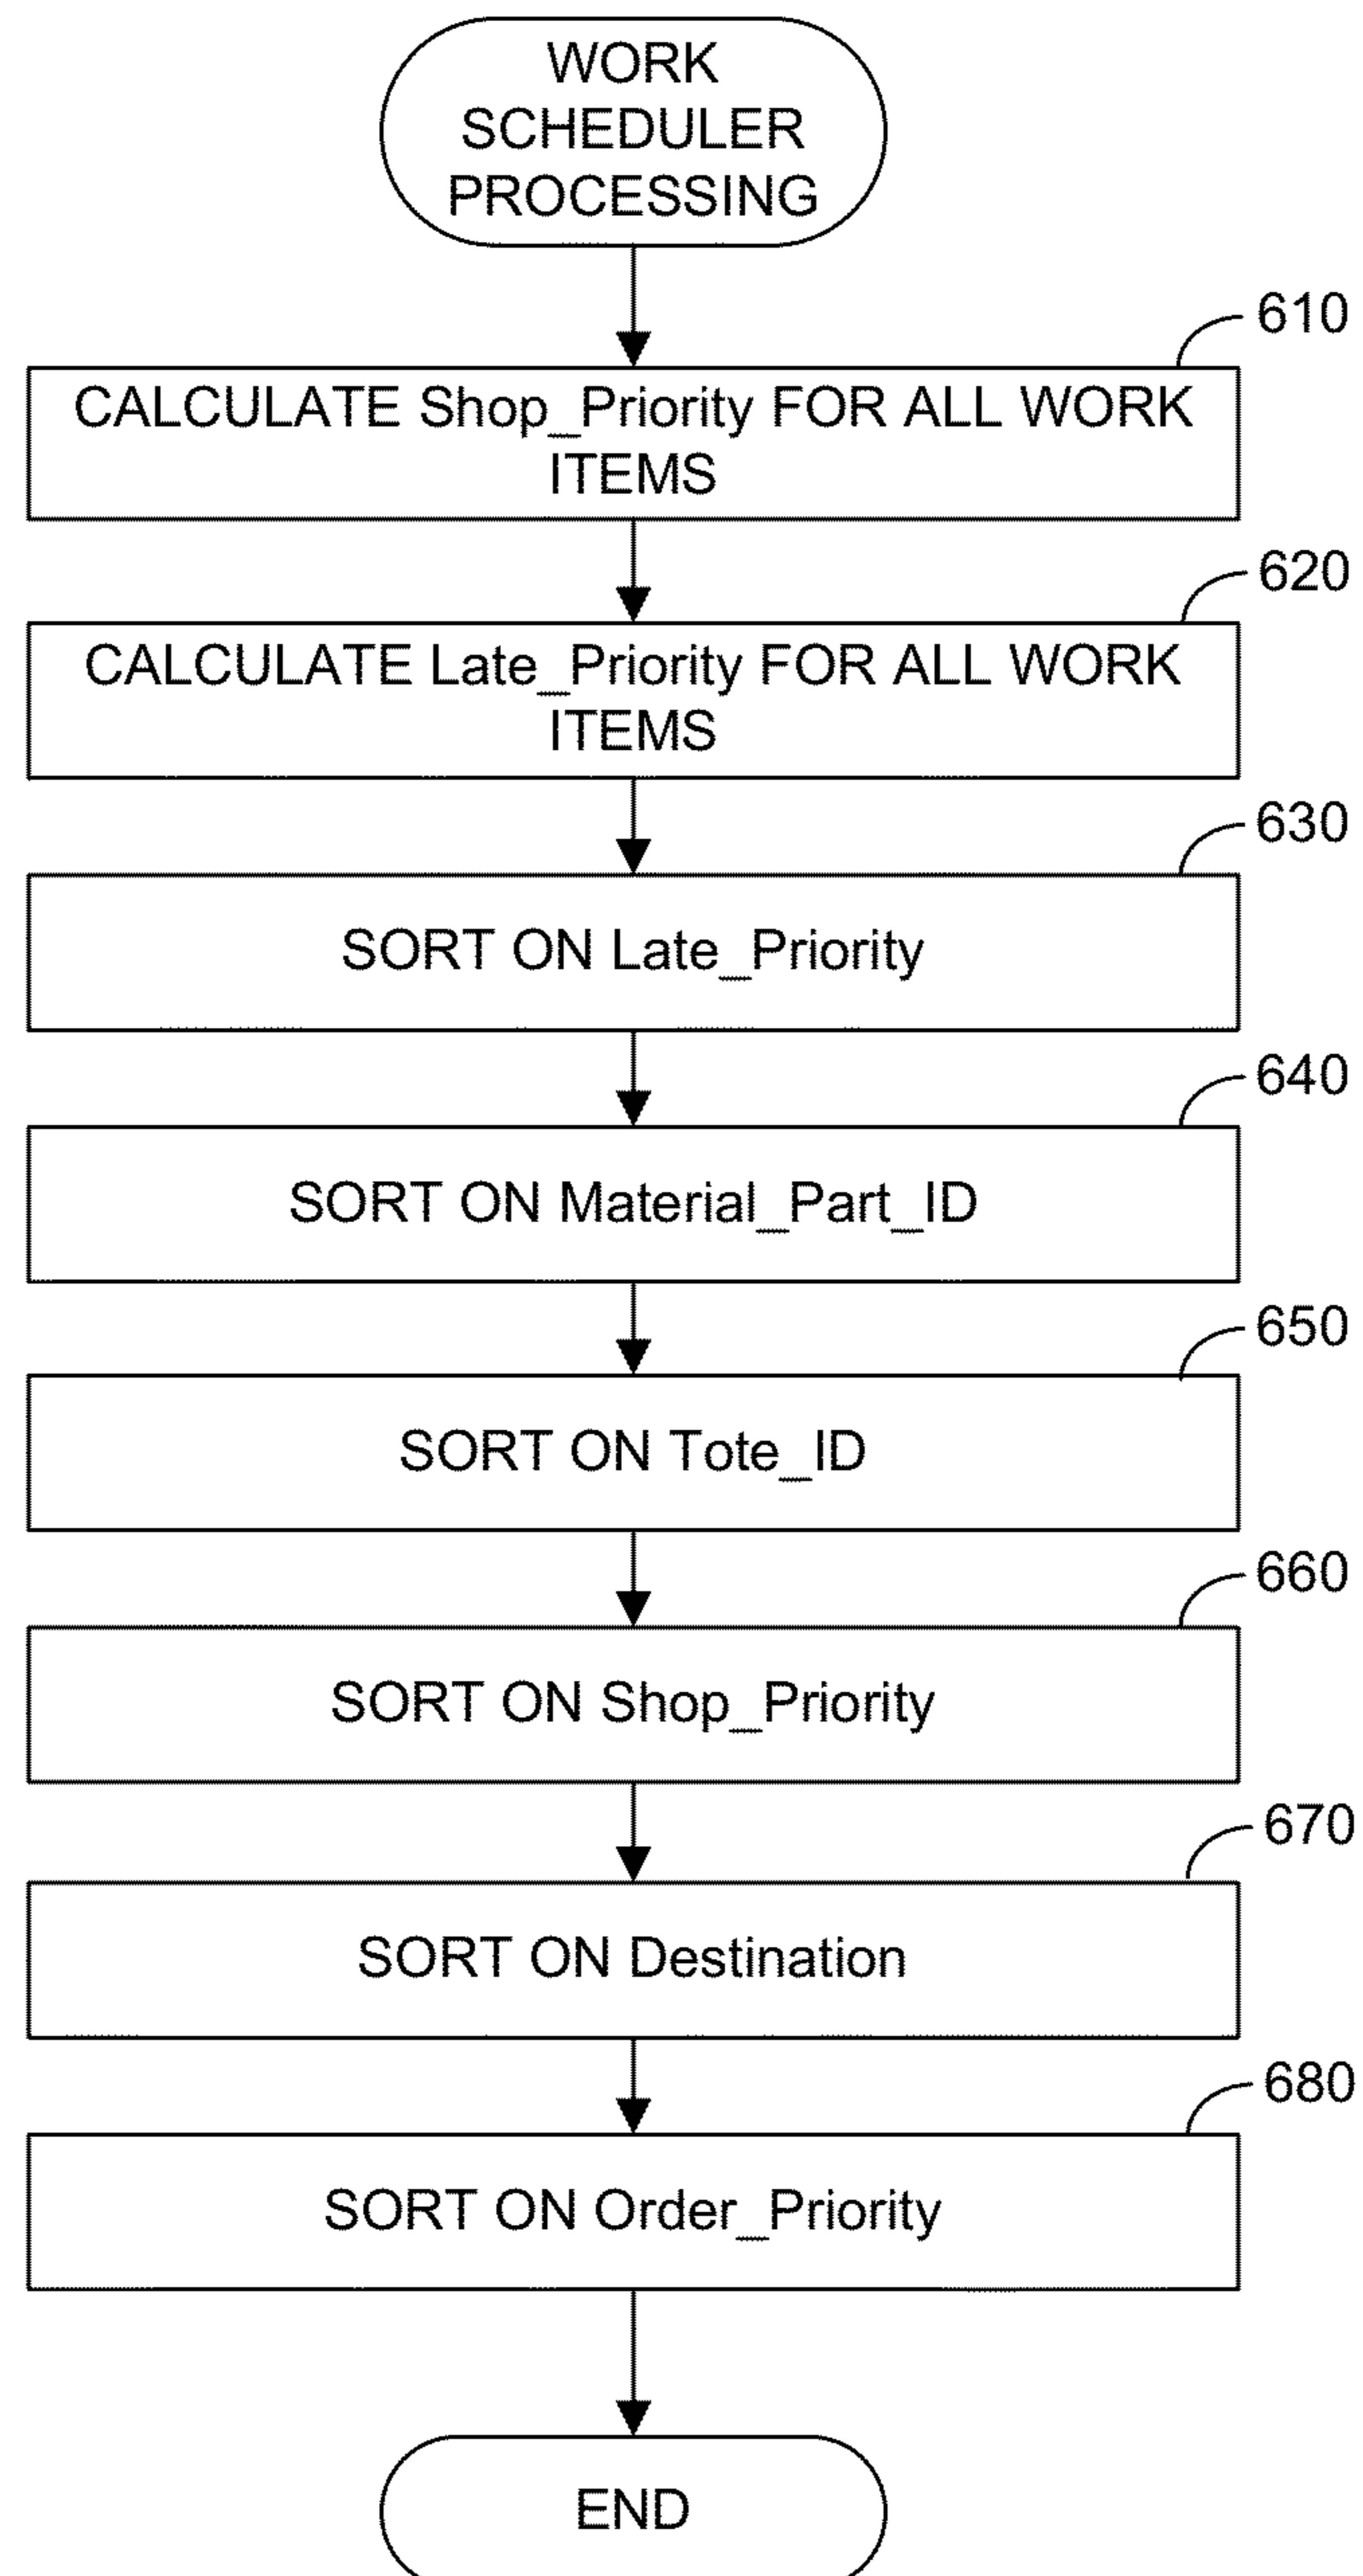 WORK
SCHEDULER
PROCESSING
610
CALCULATE Shop_Priority FOR ALL WORK
ITEMS
620
CALCULATE Late_Priority FOR ALL WORK
ITEMS
630
SORT ON Late_Priority
640
SORT ON Material_Part_ID
650
SORT ON Tote_ID
660
SORT ON Shop_Priority
670
SORT ON Destination
680
SORT ON Order_Priority
END